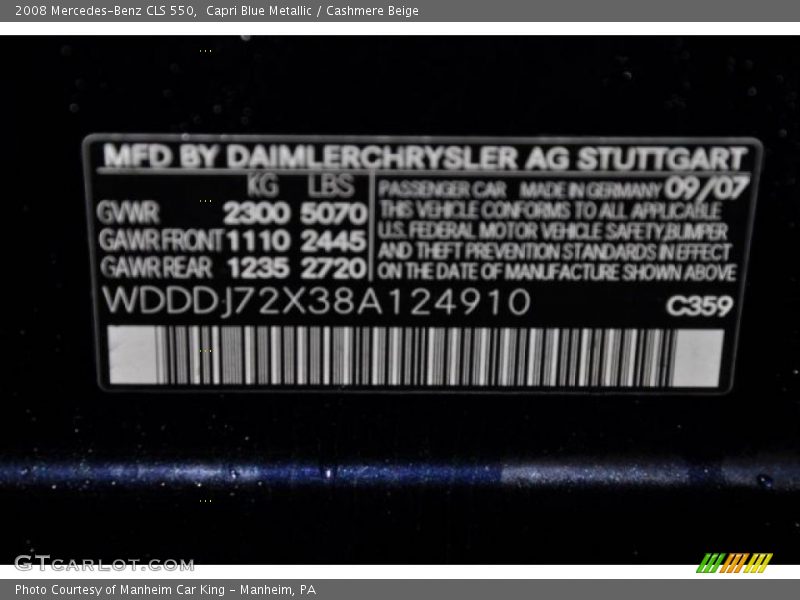 2008 Mercedes-Benz CLS 550,  Capri Blue Metallic / Cashmere Beige
MFD BY DAIMLERCHRYSLER AG STUTTGART
KG LBS
GVWR 2300 5070
GAWR FRONT 1110 2445
GAWR REAR 1235 2720
PASSENGER CAR MADE IN GERMANY 09/07
THIS VEHICLE CONFORMS TO ALL APPLICABLE
U.S. FEDERAL MOTOR VEHICLE SAFETY, BUMPER
AND THEFT PREVENTION STANDARDS IN EFFECT
ON THE DATE OF MANUFACTURE SHOWN ABOVE
WDDDJ72X38A124910
C359
GTCARLOT.COM
Photo Courtesy of Manheim Car King - Manheim, PA